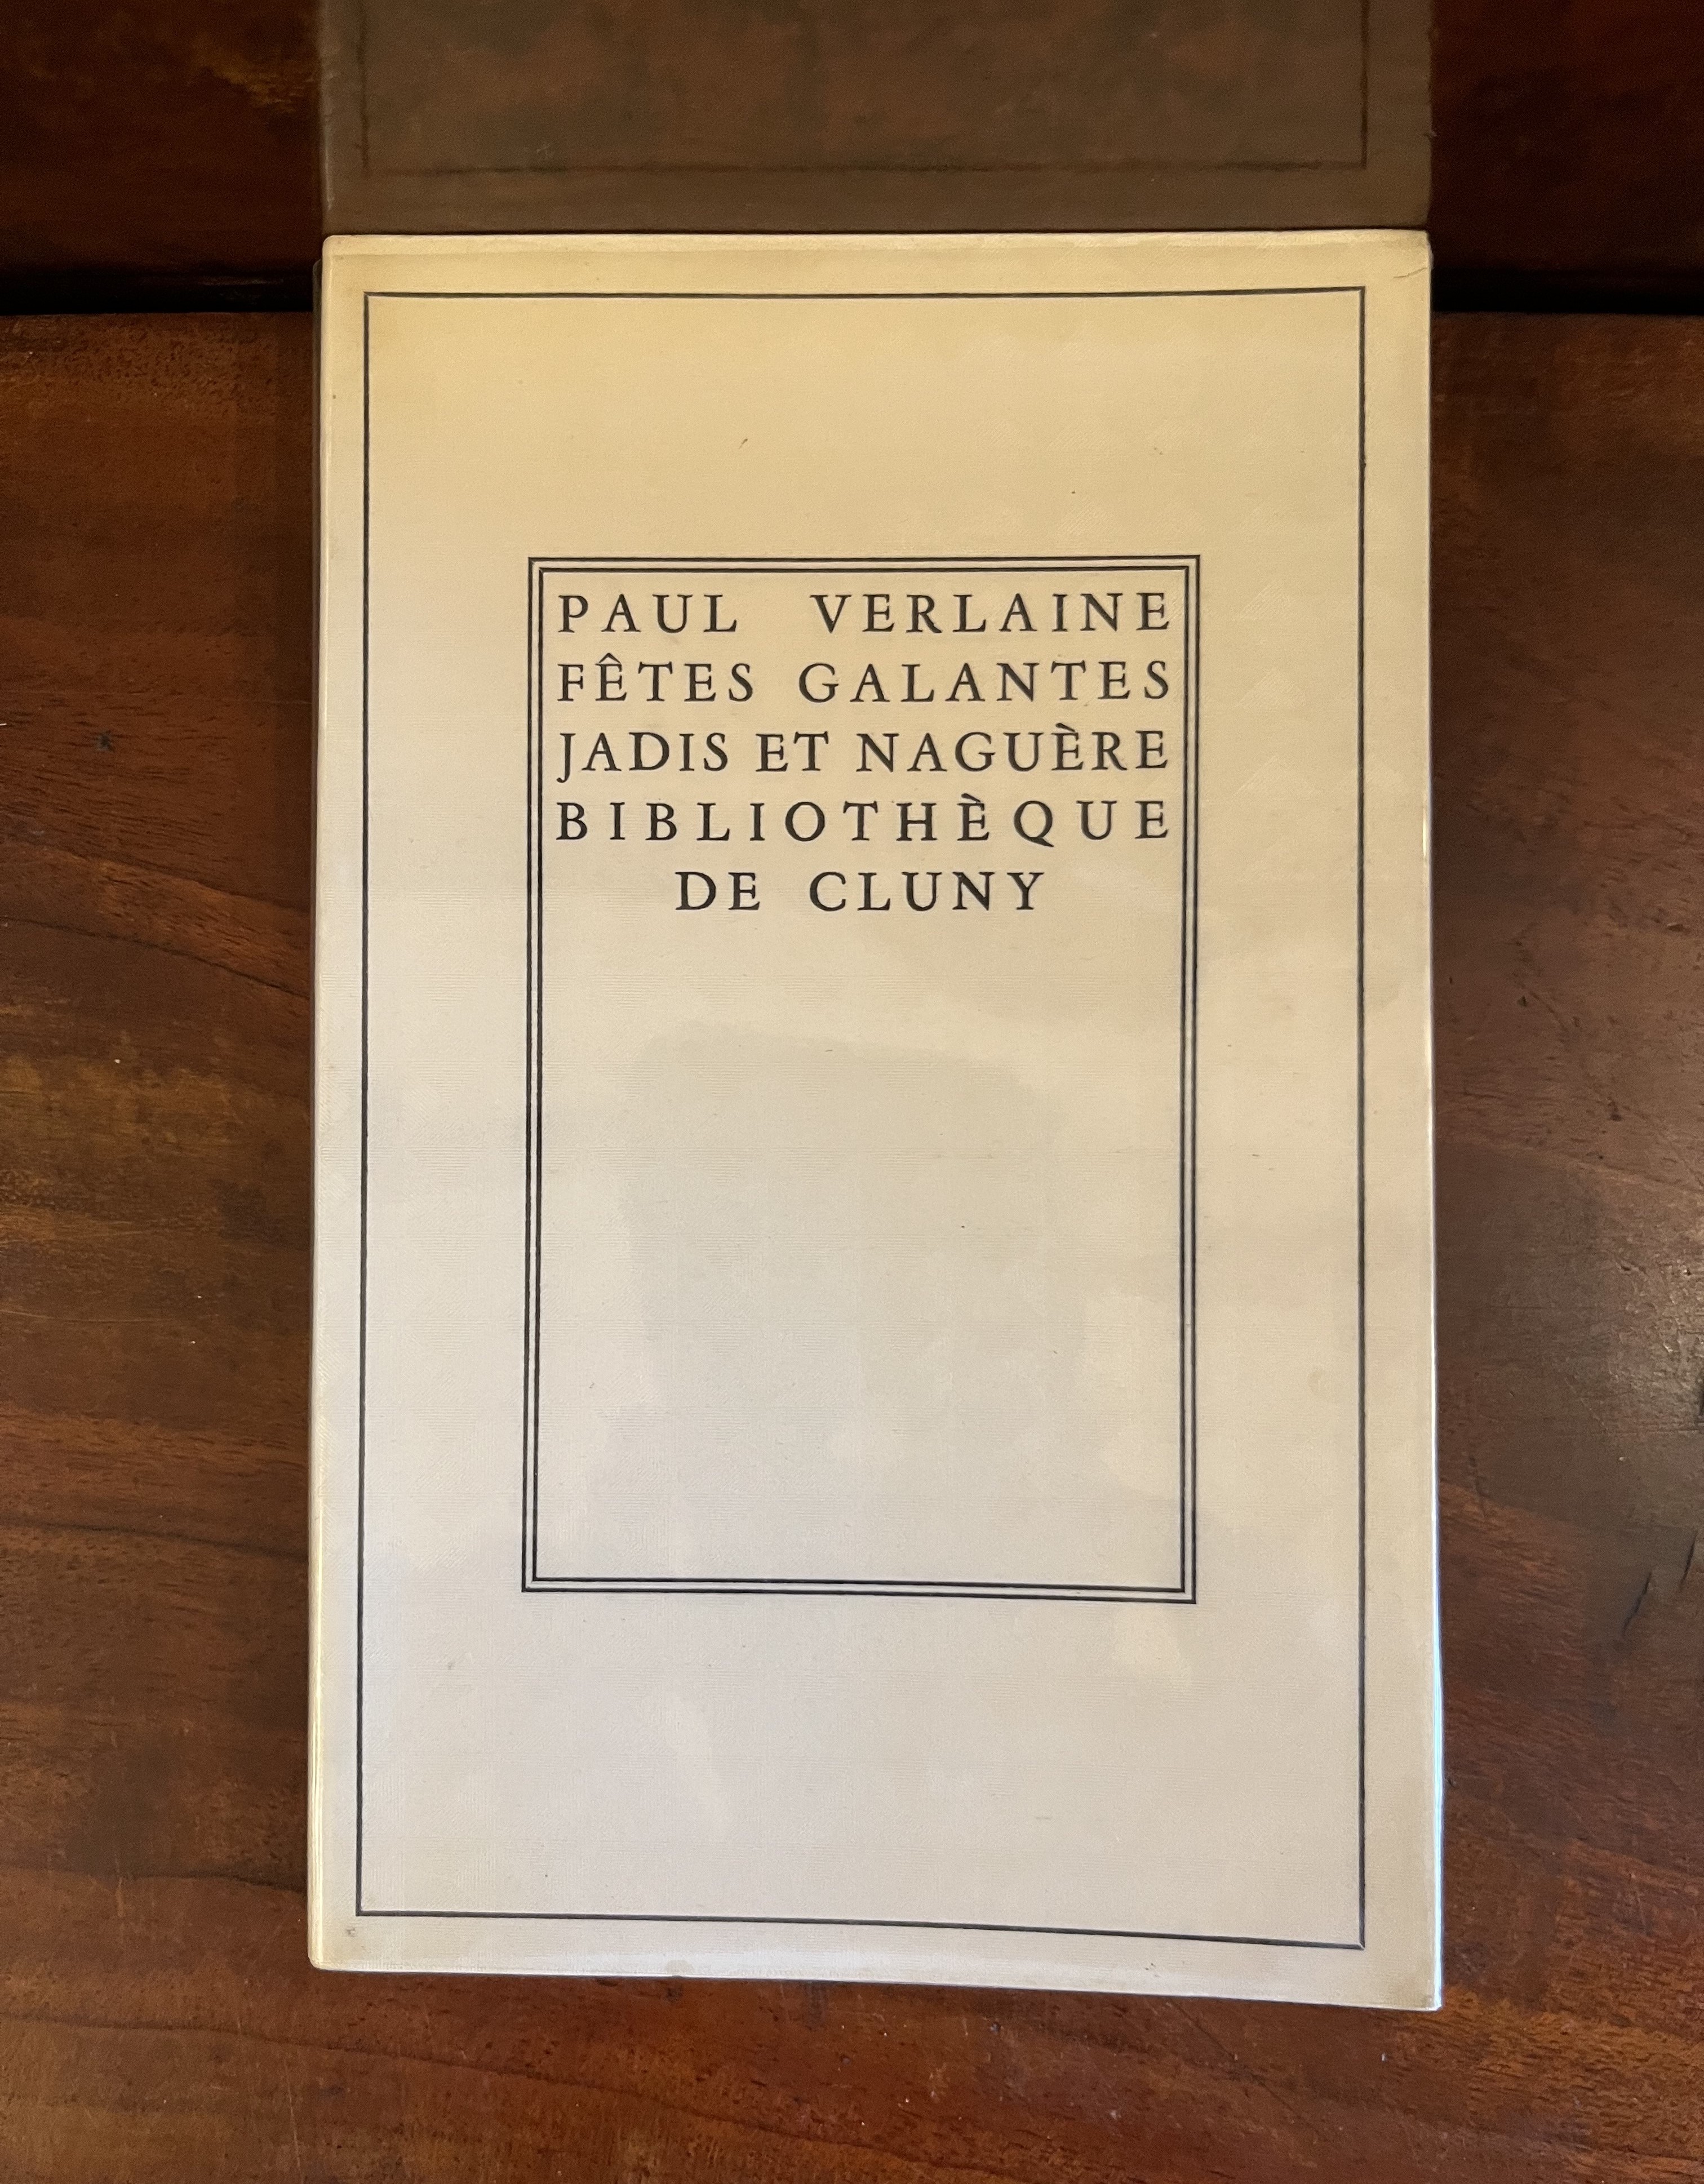 PAUL VERLAINE
FÊTES GALANTES
JADIS ET NAGUÈRE
BIBLIOTHÈQUE
DE CLUNY